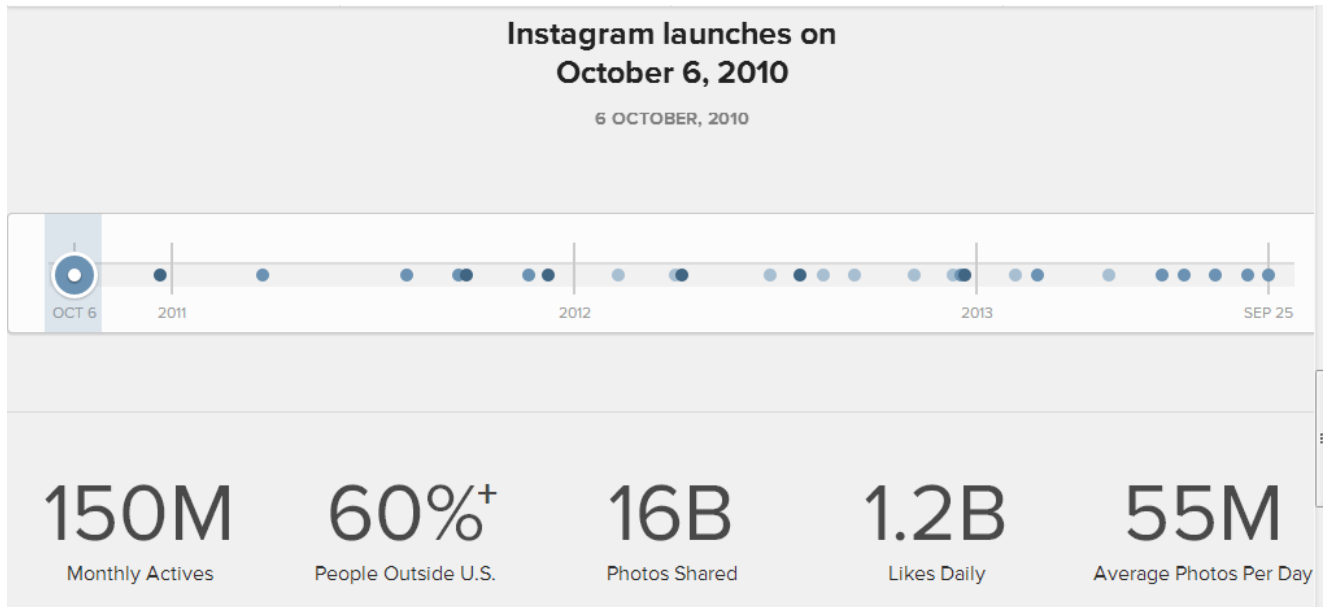 Instagram launches on
October 6, 2010
6 OCTOBER, 2010
OCT 6 2011 2012 2013 SEP 25
150M 60%+ 16B 1.2B 55M
Monthly Actives People Outside U.S. Photos Shared Likes Daily Average Photos Per Day